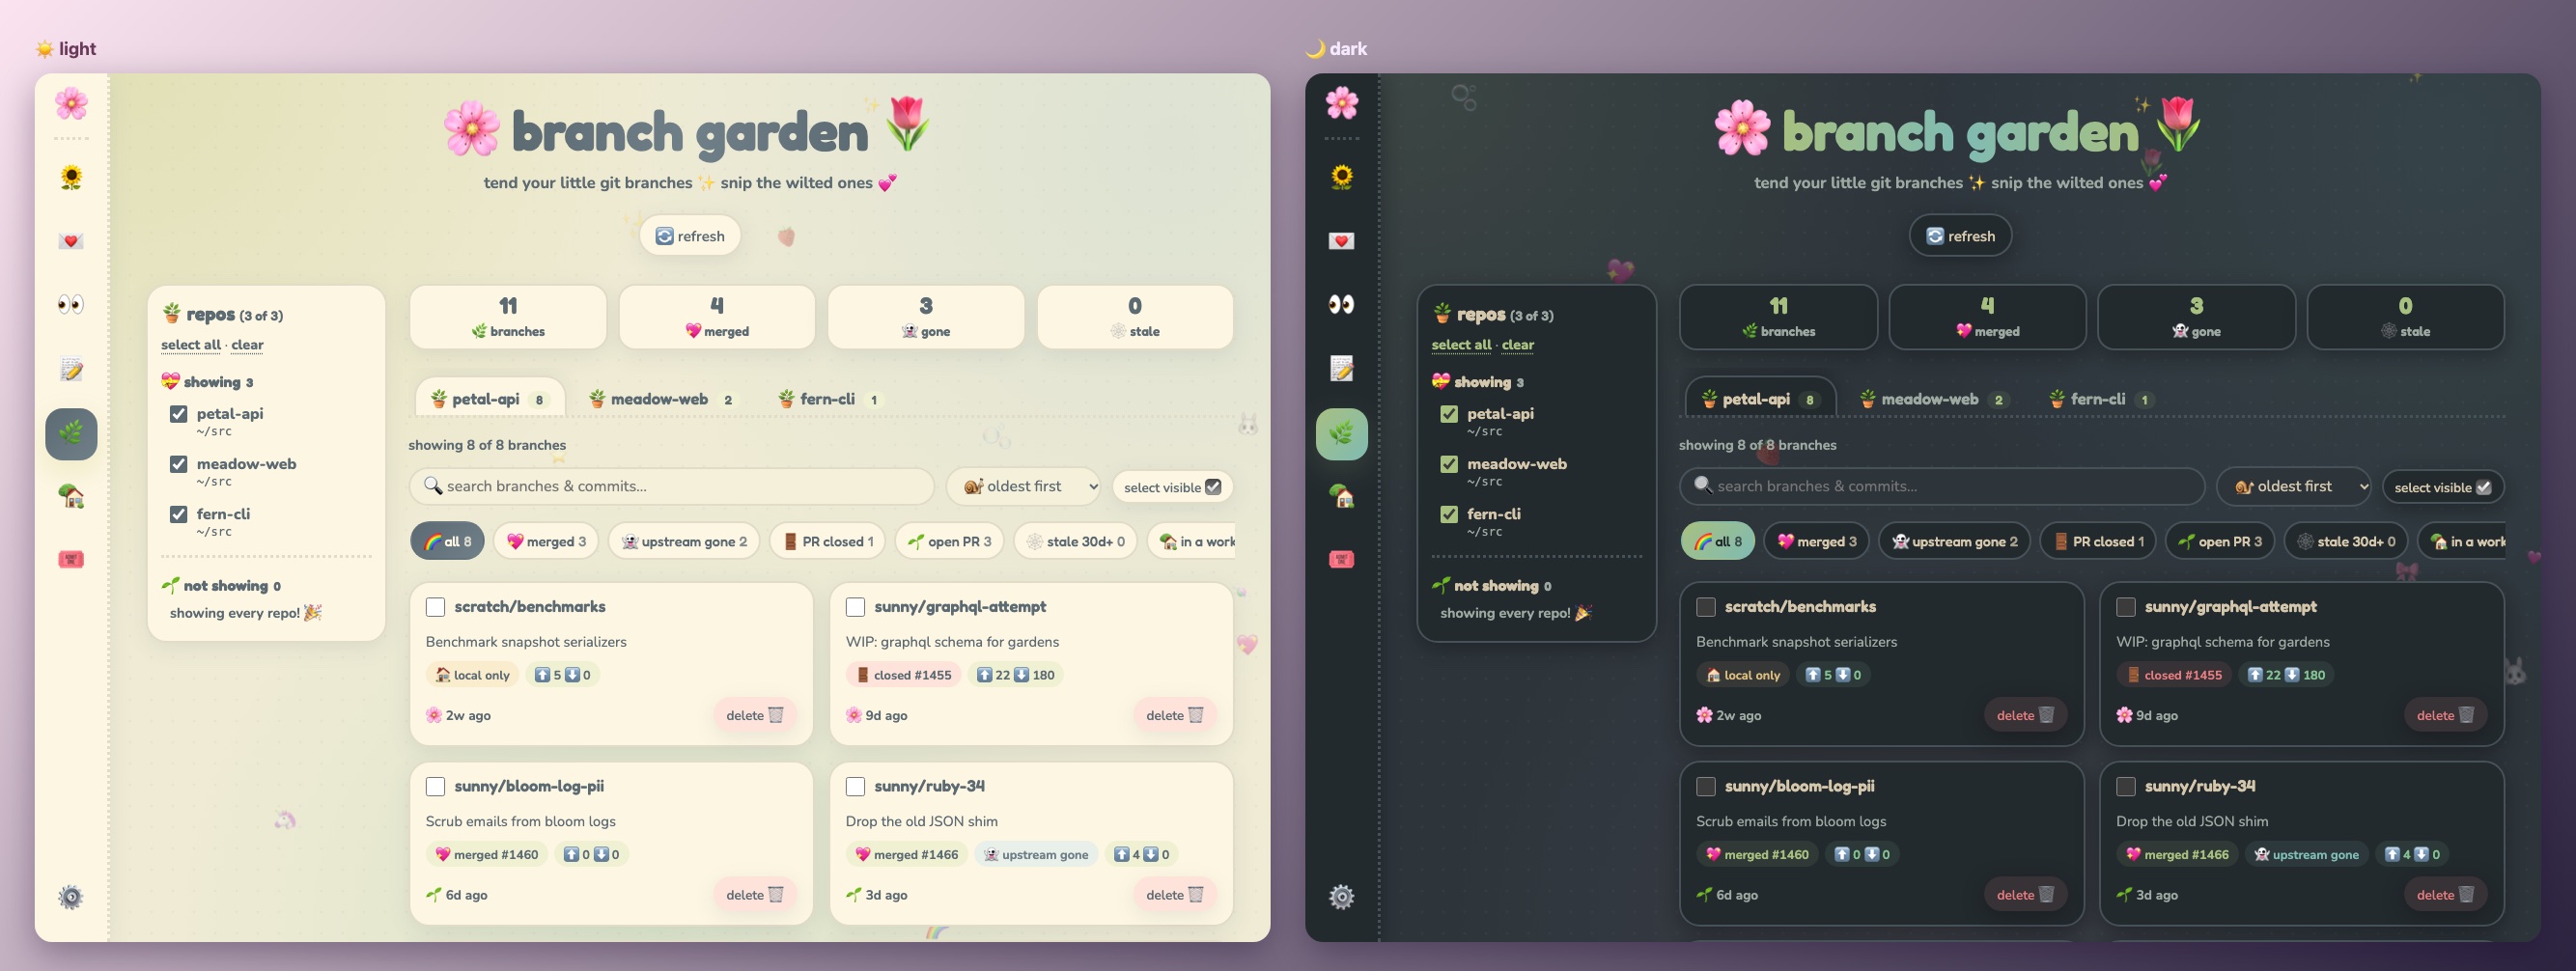 light
branch garden
tend your little git branches ✨ snip the wilted ones 💕
refresh
repos (3 of 3)
select all · clear
showing 3
petal-api
~/src
meadow-web
~/src
fern-cli
~/src
not showing 0
showing every repo! 🎉
11
branches
4
merged
3
gone
0
stale
petal-api 8
meadow-web 2
fern-cli 1
showing 8 of 8 branches
search branches & commits...
oldest first
select visible
all 8
merged 3
upstream gone 2
PR closed 1
open PR 3
stale 30d+ 0
in a work
scratch/benchmarks
Benchmark snapshot serializers
local only
5 0
2w ago
delete
sunny/graphql-attempt
WIP: graphql schema for gardens
closed #1455
22 180
9d ago
delete
sunny/bloom-log-pii
Scrub emails from bloom logs
merged #1460
0 0
6d ago
delete
sunny/ruby-34
Drop the old JSON shim
merged #1466
upstream gone
4 0
3d ago
delete
dark
branch garden
tend your little git branches ✨ snip the wilted ones 💕
refresh
repos (3 of 3)
select all · clear
showing 3
petal-api
~/src
meadow-web
~/src
fern-cli
~/src
not showing 0
showing every repo! 🎉
11
branches
4
merged
3
gone
0
stale
petal-api 8
meadow-web 2
fern-cli 1
showing 8 of 8 branches
search branches & commits...
oldest first
select visible
all 8
merged 3
upstream gone 2
PR closed 1
open PR 3
stale 30d+ 0
in a work
scratch/benchmarks
Benchmark snapshot serializers
local only
5 0
2w ago
delete
sunny/graphql-attempt
WIP: graphql schema for gardens
closed #1455
22 180
9d ago
delete
sunny/bloom-log-pii
Scrub emails from bloom logs
merged #1460
0 0
6d ago
delete
sunny/ruby-34
Drop the old JSON shim
merged #1466
upstream gone
4 0
3d ago
delete